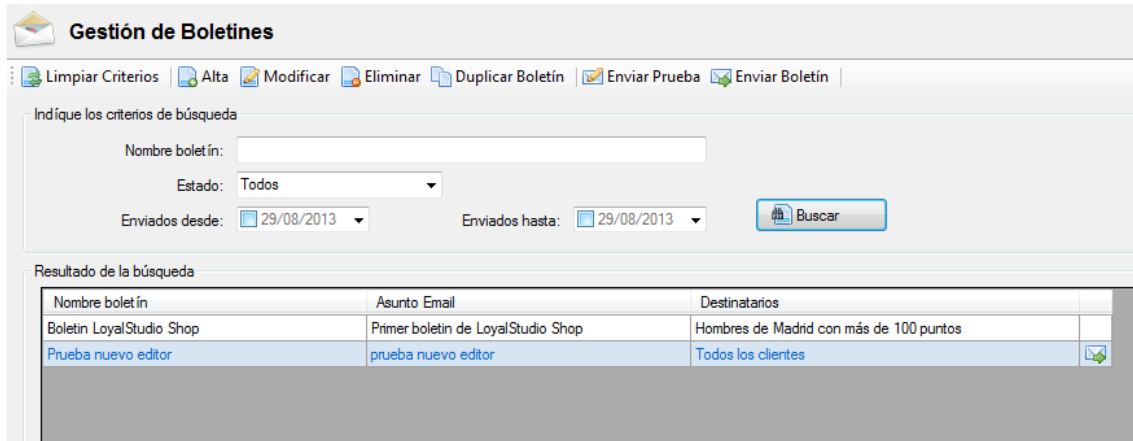 Gestión de Boletines
Limpiar Criterios Alta Modificar Eliminar Duplicar Boletín Enviar Prueba Enviar Boletín
Indíque los criterios de búsqueda
Nombre boletín:
Estado: Todos
Enviados desde: 29/08/2013 Enviados hasta: 29/08/2013 Buscar
Resultado de la búsqueda
Nombre boletín Asunto Email Destinatarios
Boletin LoyalStudio Shop Primer boletin de LoyalStudio Shop Hombres de Madrid con más de 100 puntos
Prueba nuevo editor prueba nuevo editor Todos los clientes